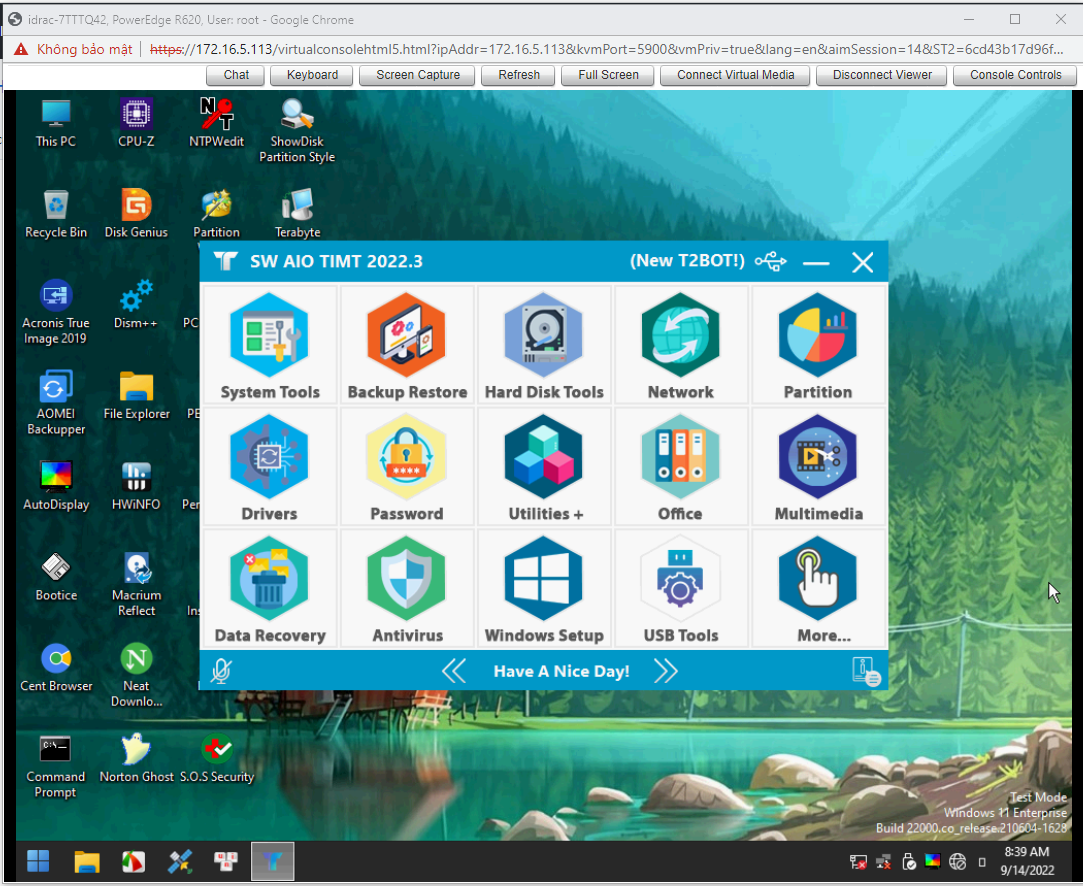 idrac-7TTTQ42, PowerEdge R620, User: root - Google Chrome
Không bảo mật | https://172.16.5.113/virtualconsolehtml5.html?ipAddr=172.16.5.113&kvmPort=5900&vmPriv=true&lang=en&aimSession=14&ST2=6cd43b17d96f...
Chat Keyboard Screen Capture Refresh Full Screen Connect Virtual Media Disconnect Viewer Console Controls
This PC CPU-Z NTPWedit ShowDisk
Partition Style
Recycle Bin Disk Genius Partition Terabyte
SW AIO TIMT 2022.3 (New T2BOT!)
Acronis True
Image 2019
Dism++ PC
System Tools Backup Restore Hard Disk Tools Network Partition
AOMEI
Backupper
File Explorer PE
AutoDisplay HWiNFO Per
Drivers Password Utilities + Office Multimedia
Bootice Macrium
Reflect
Ins
Data Recovery Antivirus Windows Setup USB Tools More...
Have A Nice Day!
Cent Browser Neat
Downlo...
Command
Prompt
Norton Ghost S.O.S Security
Test Mode
Windows 11 Enterprise
Build 22000.co_release.210604-1628
8:39 AM
9/14/2022